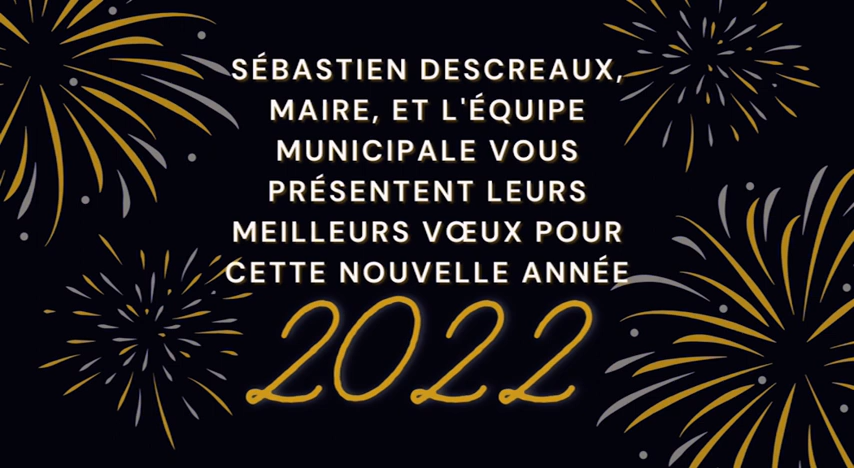 SÉBASTIEN DESCREAUX,
MAIRE, ET L'ÉQUIPE
MUNICIPALE VOUS
PRÉSENTENT LEURS
MEILLEURS VŒUX POUR
CETTE NOUVELLE ANNÉE
2022